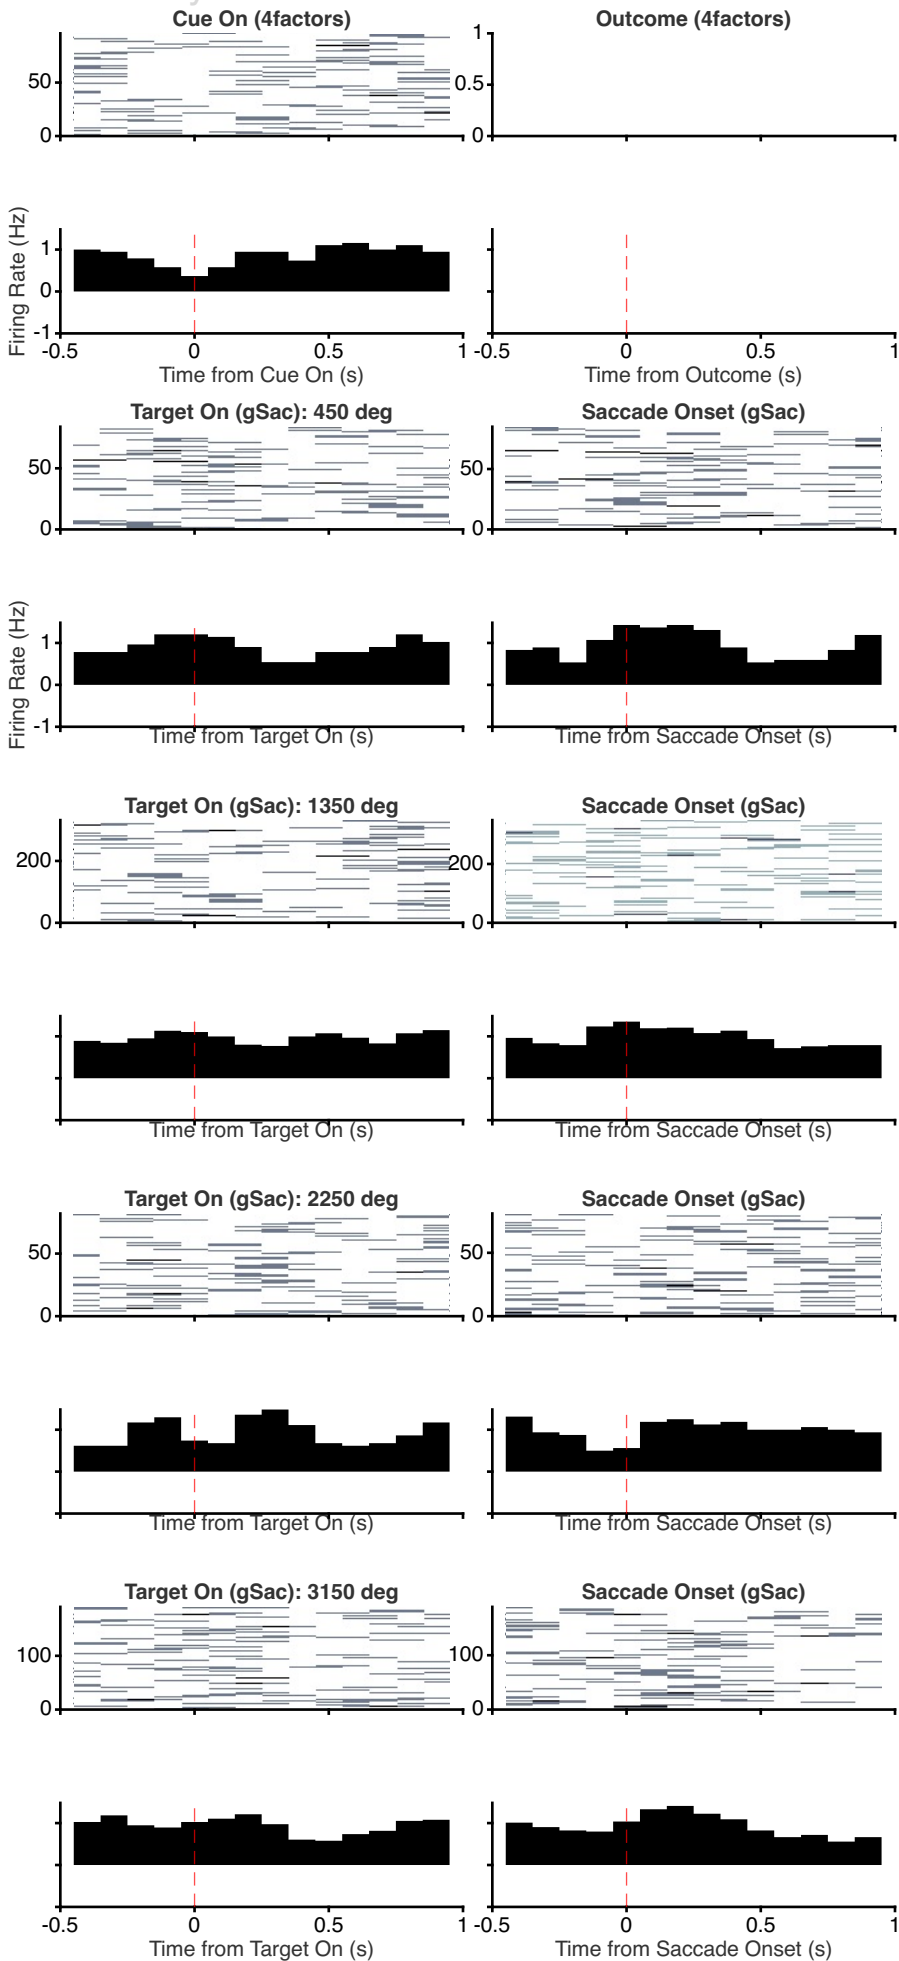 Cue On (4factors) Outcome (4factors)
50
0
1
0.5
0
Firing Rate (Hz)
1
0
-1
-0.5 0 0.5 1
-0.5 0 0.5 1
Time from Cue On (s) Time from Outcome (s)
Target On (gSac): 450 deg Saccade Onset (gSac)
50
0
50
0
Firing Rate (Hz)
1
0
-1
Time from Target On (s) Time from Saccade Onset (s)
Target On (gSac): 1350 deg Saccade Onset (gSac)
200
0
200
0
Time from Target On (s) Time from Saccade Onset (s)
Target On (gSac): 2250 deg Saccade Onset (gSac)
50
0
50
0
Time from Target On (s) Time from Saccade Onset (s)
Target On (gSac): 3150 deg Saccade Onset (gSac)
100
0
100
0
-0.5 0 0.5 1
-0.5 0 0.5 1
Time from Target On (s) Time from Saccade Onset (s)